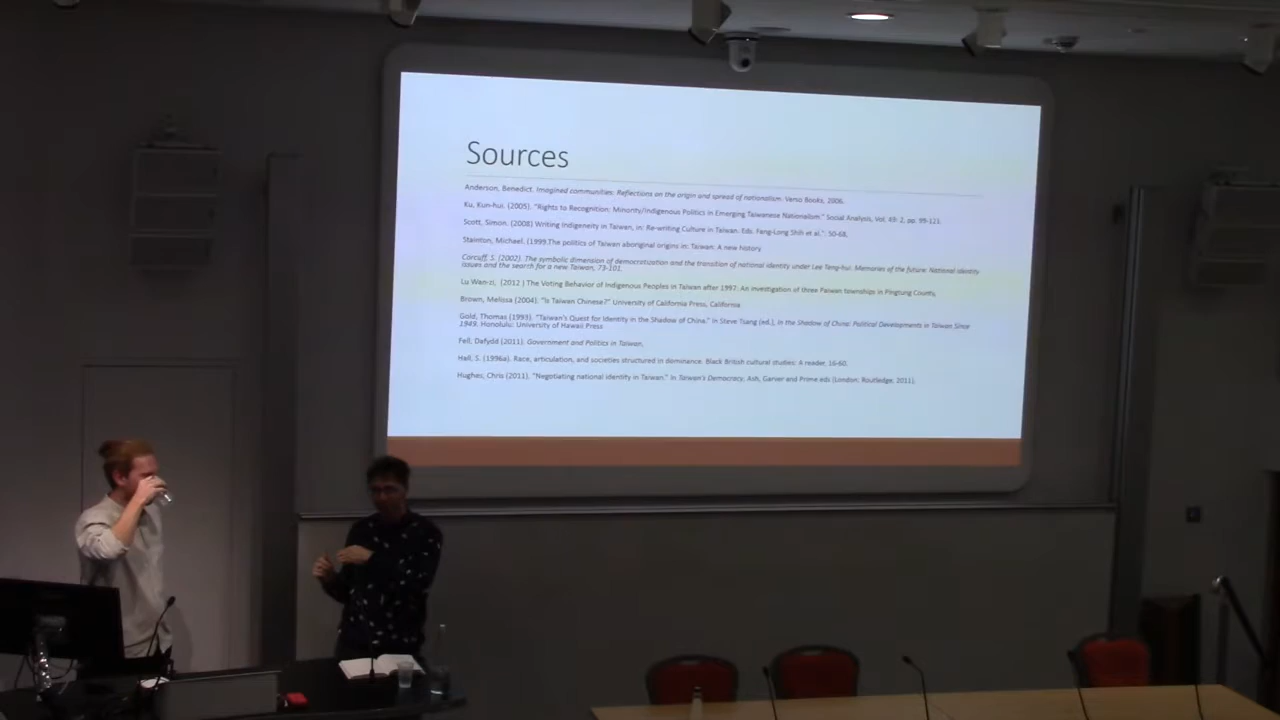 Sources
Anderson, Benedict. Imagined communities: Reflections on the origin and spread of nationalism. Verso Books, 2006.
Ku, Kun-hui. (2005). "Rights to Recognition: Minority/Indigenous Politics in Emerging Taiwanese Nationalism." Social Analysis, Vol. 49: 2, pp. 99-121.
Scott, Simon. (2008) Writing Indigeneity in Taiwan, in: Re-writing Culture in Taiwan. Eds. Fang-Long Shih et al.". 50-68.
Stainton, Michael. (1999.The politics of Taiwan aboriginal origins in: Taiwan: A new history
Corcuff, S. (2002). The symbolic dimension of democratization and the transition of national identity under Lee Teng-hui. Memories of the future: National identity
issues and the search for a new Taiwan, 73-101.
Lu Wan-zi, (2012 ) The Voting Behavior of Indigenous Peoples in Taiwan after 1997: An investigation of three Paiwan townships in Pingtung County,
Brown, Melissa (2004): "Is Taiwan Chinese?" University of California Press, California
Gold, Thomas (1993). "Taiwan's Quest for Identity in the Shadow of China." In Steve Tsang (ed.), In the Shadow of China: Political Developments in Taiwan Since
1949. Honolulu: University of Hawaii Press
Fell, Dafydd (2011): Government and Politics in Taiwan,
Hall, S. (1996a). Race, articulation, and societies structured in dominance. Black British cultural studies: A reader, 16-60.
Hughes, Chris (2011). "Negotiating national identity in Taiwan." In Taiwan's Democracy, Ash, Garver and Prime eds (London: Routledge, 2011).